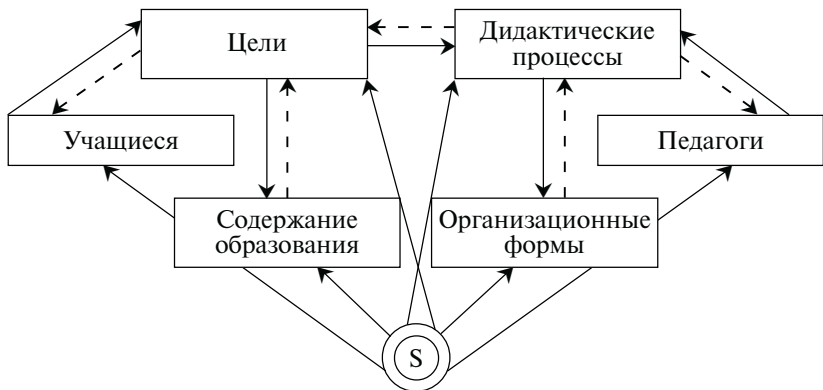 Цели
Дидактические
процессы
Учащиеся
Педагоги
Содержание
образования
Организационные
формы
S